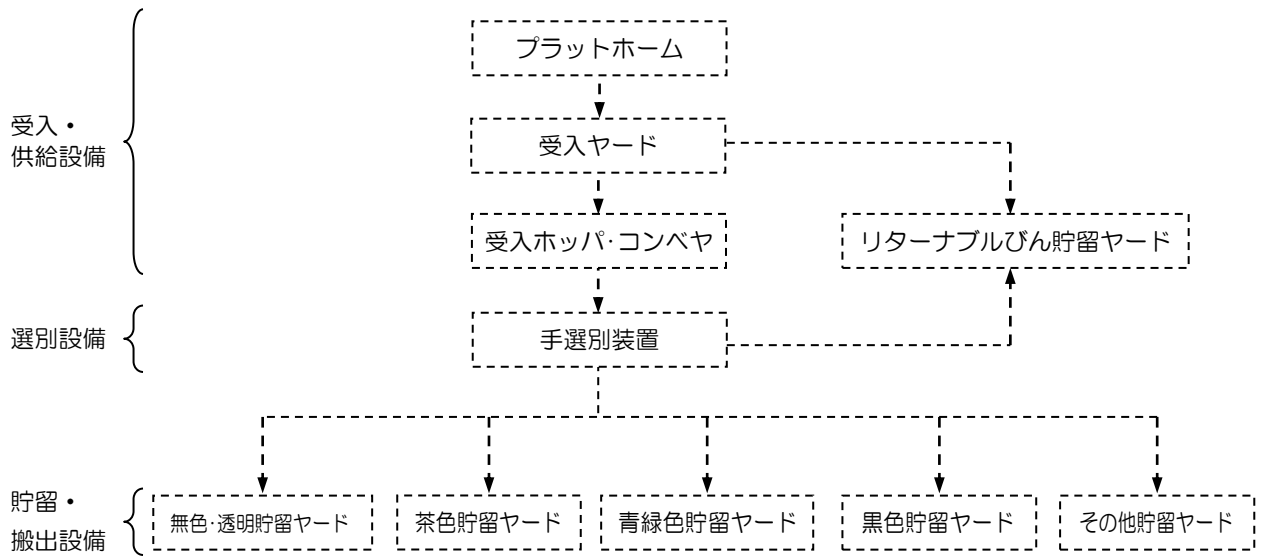 プラットホーム
受入・
供給設備
受入ヤード
受入ホッパ・コンベヤ
リターナブルびん貯留ヤード
選別設備
手選別装置
貯留・
搬出設備
無色・透明貯留ヤード
茶色貯留ヤード
青緑色貯留ヤード
黒色貯留ヤード
その他貯留ヤード